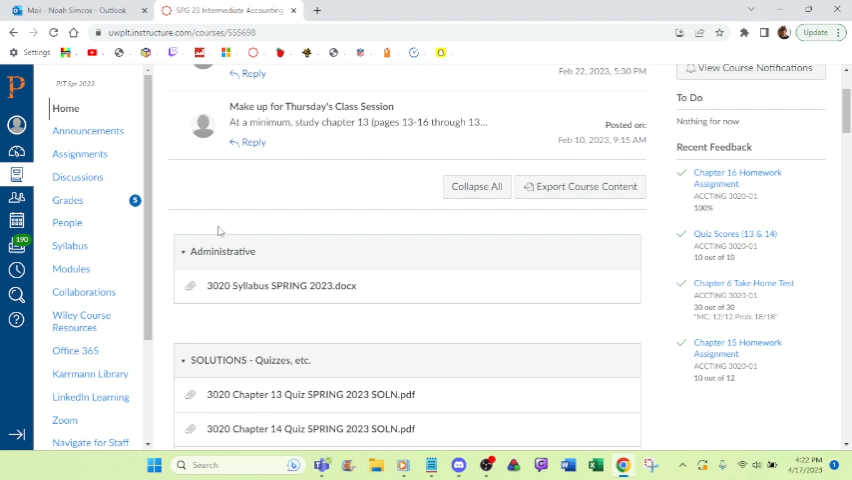 Mail - Noah Simcox - Outlook
SPG 23 Intermediate Accounting
uwplt.instructure.com/courses/555698
Update
Settings
PLT Spr 2023
Home
Announcements
Assignments
Discussions
Grades
5
People
Syllabus
Modules
Collaborations
Wiley Course
Resources
Office 365
Karrmann Library
LinkedIn Learning
Zoom
Navigate for Staff
190
Reply
Feb 22, 2023, 5:30 PM
Make up for Thursday's Class Session
At a minimum, study chapter 13 (pages 13-16 through 13...
Posted on:
Feb 10, 2023, 9:15 AM
Reply
Collapse All
Export Course Content
Administrative
3020 Syllabus SPRING 2023.docx
SOLUTIONS - Quizzes, etc.
3020 Chapter 13 Quiz SPRING 2023 SOLN.pdf
3020 Chapter 14 Quiz SPRING 2023 SOLN.pdf
View Course Notifications
To Do
Nothing for now
Recent Feedback
Chapter 16 Homework
Assignment
ACCTING 3020-01
100%
Quiz Scores (13 & 14)
ACCTING 3020-01
10 out of 10
Chapter 6 Take Home Test
ACCTING 3020-01
30 out of 30
"MC: 12/12 Prob: 18/18"
Chapter 15 Homework
Assignment
ACCTING 3020-01
10 out of 12
Search
4:22 PM
4/17/2023
1